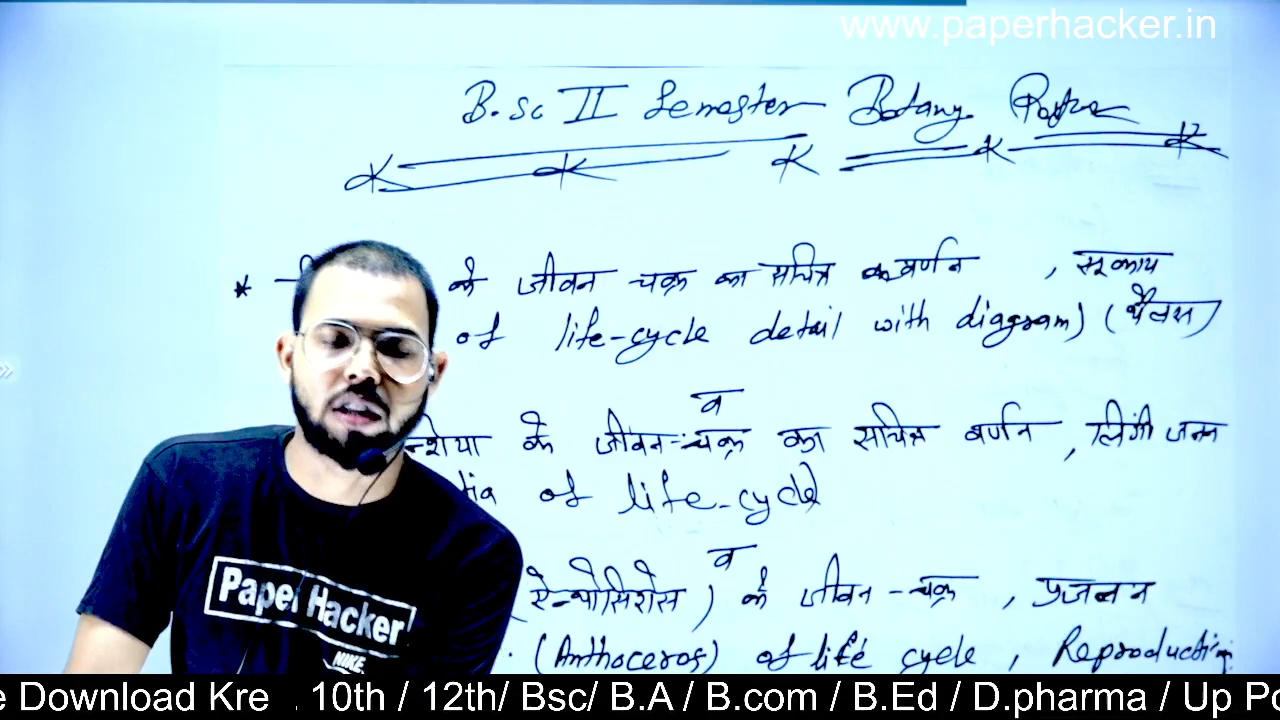 www.paperhacker.in
B.Sc II Semester Botany
* के जीवन चक्र का सचित्र वर्णन , सूकाय
of life-cycle detail with diagram) (थैलस)
व
न्शिया के जीवन-चक्र का सचित्र वर्णन , लिंगी जनन
tia of life-cycle
व
(ऐन्थोसिरोस) के जीवन-चक्र , प्रजनन
(Anthoceros) of life cycle , Reproduction
Paper Hacker
NIKE
e Download Kre . 10th / 12th/ Bsc/ B.A / B.com / B.Ed / D.pharma / Up Po